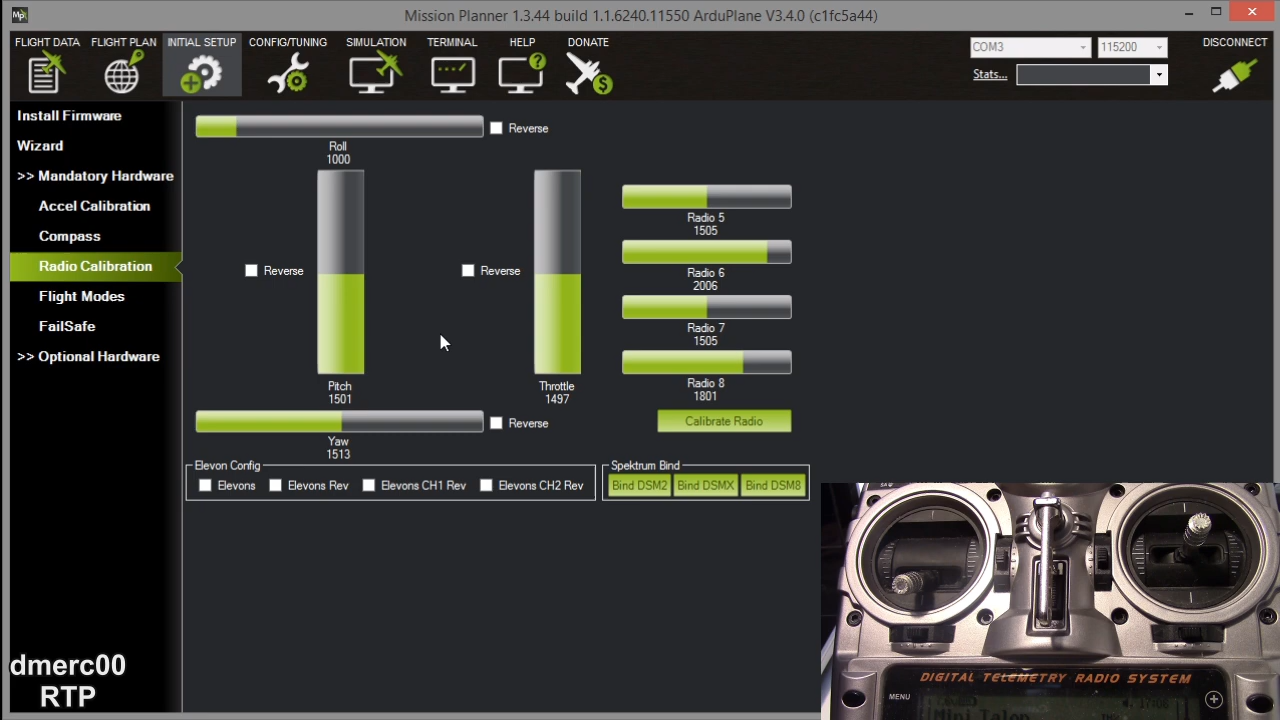 Mp
Mission Planner 1.3.44 build 1.1.6240.11550 ArduPlane V3.4.0 (c1fc5a44)
FLIGHT DATA
FLIGHT PLAN
INITIAL SETUP
CONFIG/TUNING
SIMULATION
TERMINAL
HELP
DONATE
COM3
115200
DISCONNECT
Stats...
Install Firmware
Wizard
>> Mandatory Hardware
Accel Calibration
Compass
Radio Calibration
Flight Modes
FailSafe
>> Optional Hardware
Reverse
Roll
1000
Reverse
Pitch
1501
Reverse
Throttle
1497
Radio 5
1505
Radio 6
2006
Radio 7
1505
Radio 8
1801
Calibrate Radio
Reverse
Yaw
1513
Elevon Config
Elevons
Elevons Rev
Elevons CH1 Rev
Elevons CH2 Rev
Spektrum Bind
Bind DSM2
Bind DSMX
Bind DSM8
dmerc00
RTP
DIGITAL TELEMETRY RADIO SYSTEM
MENU
Mini Talon